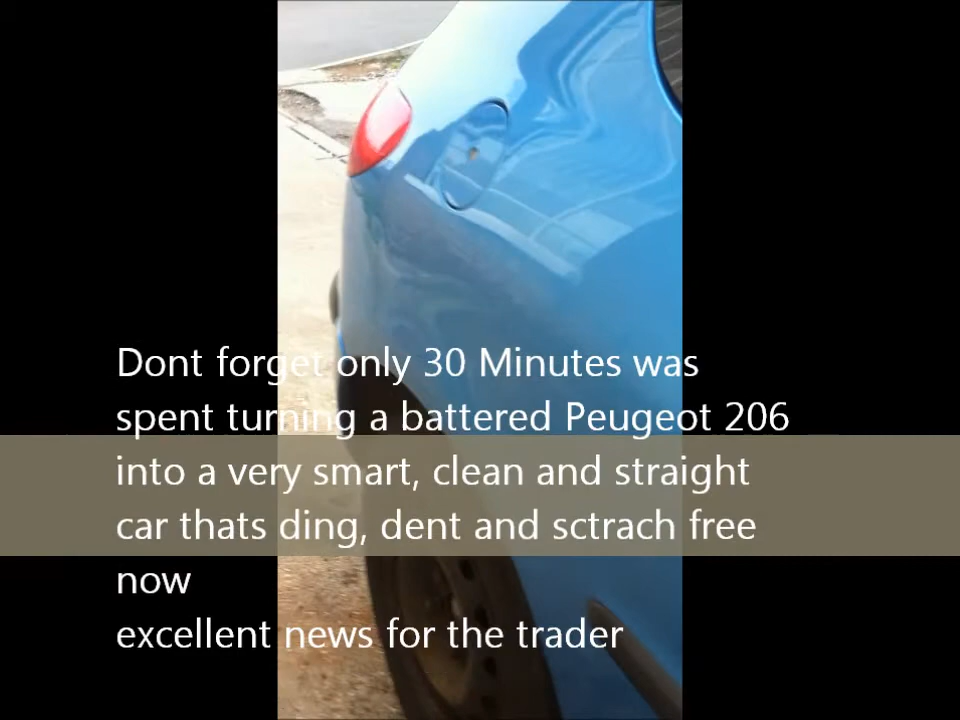 Dont forget only 30 Minutes was
spent turning a battered Peugeot 206
into a very smart, clean and straight
car thats ding, dent and sctrach free
now
excellent news for the trader